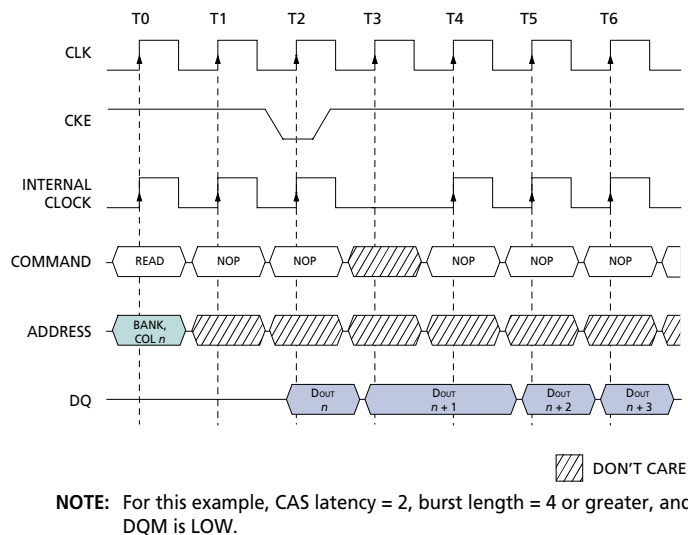 T0 T1 T2 T3 T4 T5 T6
CLK
CKE
INTERNAL
CLOCK
COMMAND READ NOP NOP NOP NOP NOP
ADDRESS BANK,
COL n
DQ DOUT DOUT DOUT DOUT
n n + 1 n + 2 n + 3
DON'T CARE
NOTE: For this example, CAS latency = 2, burst length = 4 or greater, and
DQM is LOW.